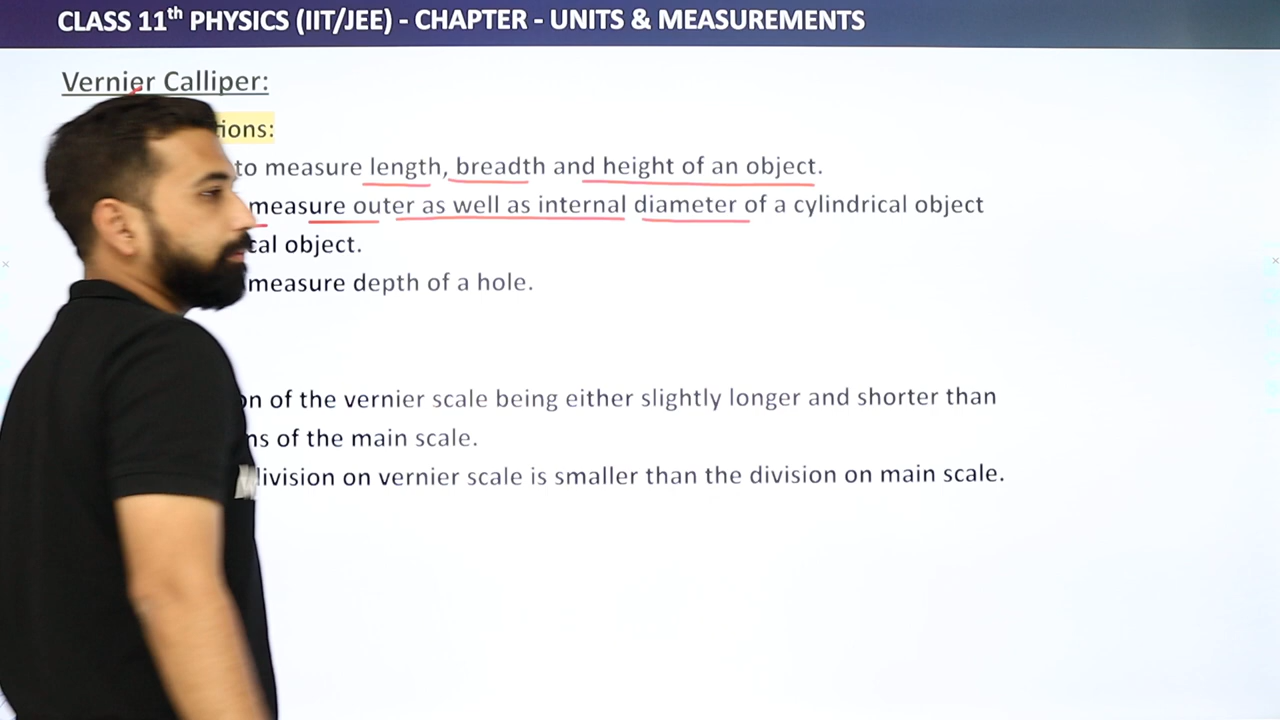 CLASS 11th PHYSICS (IIT/JEE) - CHAPTER - UNITS & MEASUREMENTS
Vernier Calliper:
tions:
to measure length, breadth and height of an object.
measure outer as well as internal diameter of a cylindrical object
cal object.
measure depth of a hole.
on of the vernier scale being either slightly longer and shorter than
ns of the main scale.
division on vernier scale is smaller than the division on main scale.